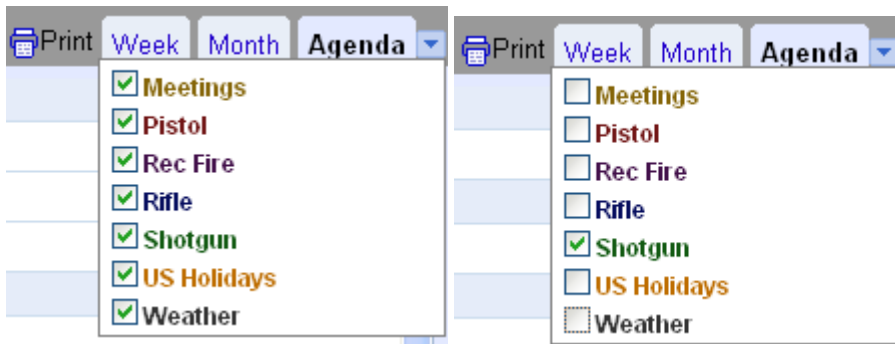 Print Week Month Agenda
Meetings
Pistol
Rec Fire
Rifle
Shotgun
US Holidays
Weather
Print Week Month Agenda
Meetings
Pistol
Rec Fire
Rifle
Shotgun
US Holidays
Weather